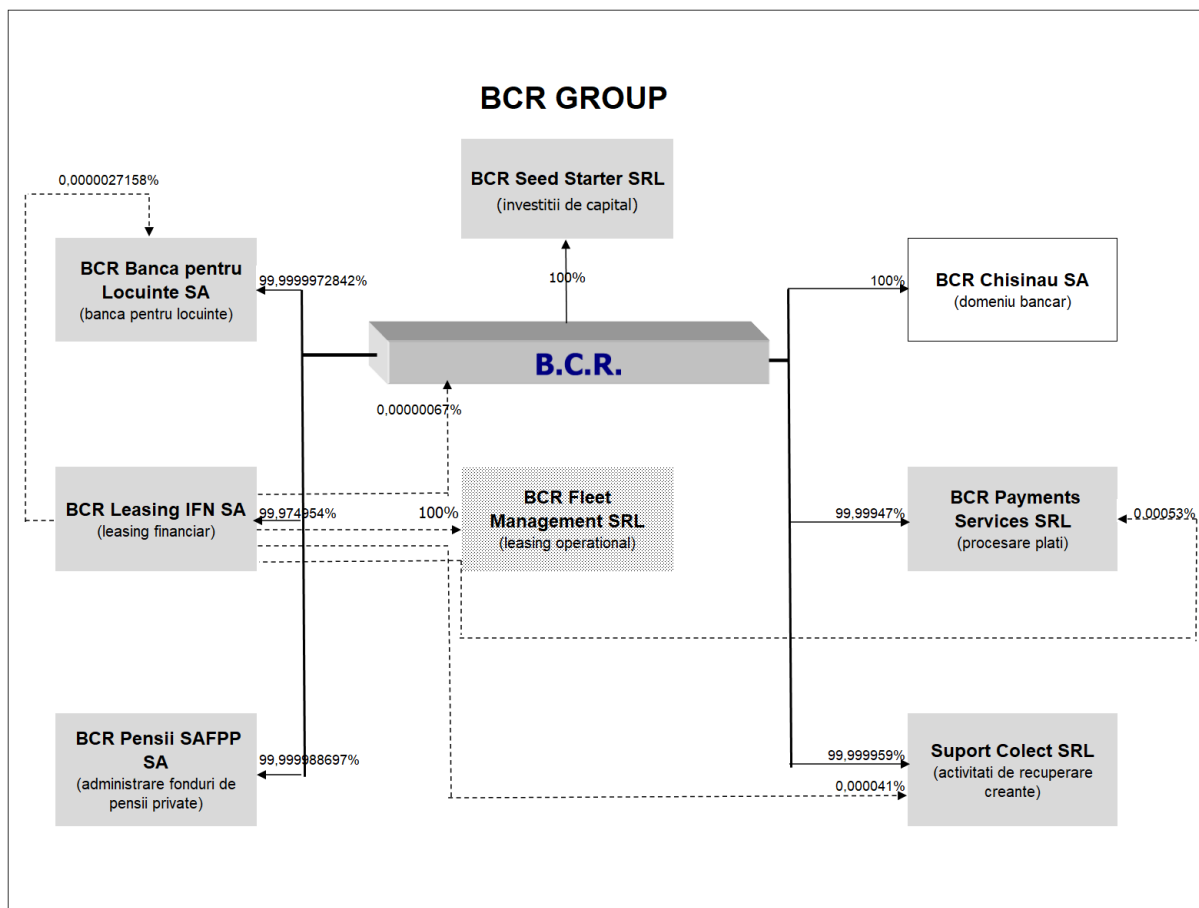 BCR GROUP
BCR Seed Starter SRL
(investitii de capital)
0,0000027158%
BCR Banca pentru
Locuinte SA
(banca pentru locuinte)
99,9999972842%
100%
100%
BCR Chisinau SA
(domeniu bancar)
B.C.R.
0,00000067%
BCR Leasing IFN SA
(leasing financiar)
99,974954%
100%
BCR Fleet
Management SRL
(leasing operational)
99,99947%
BCR Payments
Services SRL
(procesare plati)
0,00053%
BCR Pensii SAFPP
SA
(administrare fonduri de
pensii private)
99,999988697%
99,999959%
0,000041%
Suport Colect SRL
(activitati de recuperare
creante)